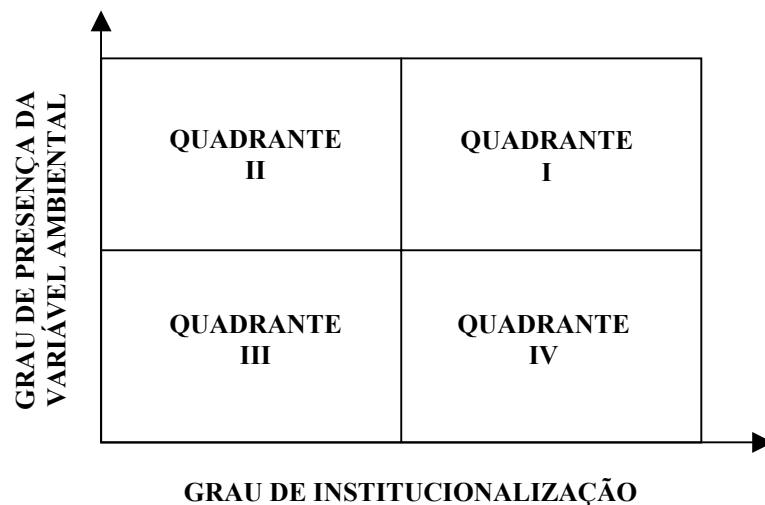 GRAU DE PRESENÇA DA
VARIÁVEL AMBIENTAL
QUADRANTE
II
QUADRANTE
I
QUADRANTE
III
QUADRANTE
IV
GRAU DE INSTITUCIONALIZAÇÃO